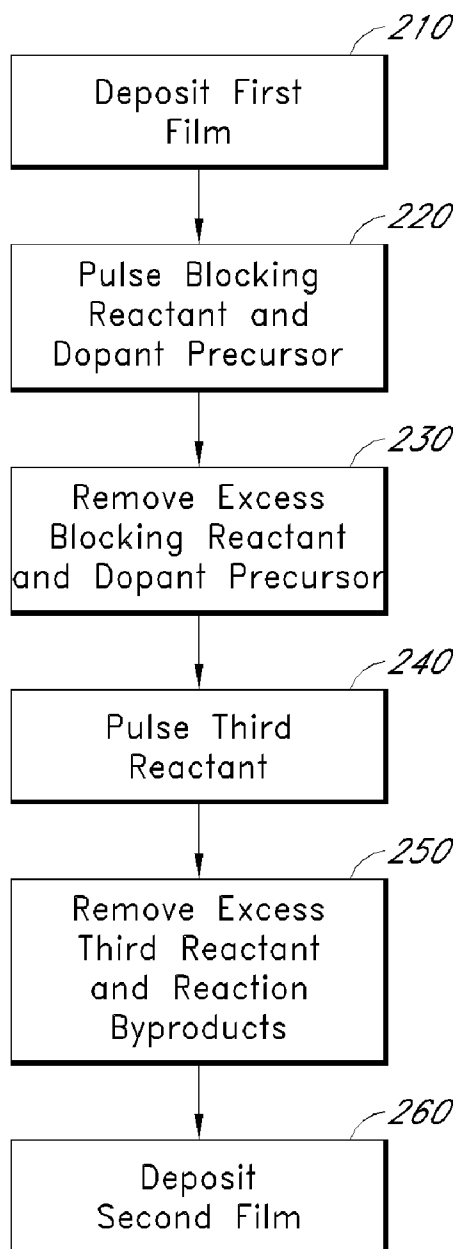 210
Deposit First
Film
220
Pulse Blocking
Reactant and
Dopant Precursor
230
Remove Excess
Blocking Reactant
and Dopant Precursor
240
Pulse Third
Reactant
250
Remove Excess
Third Reactant
and Reaction
Byproducts
260
Deposit
Second Film